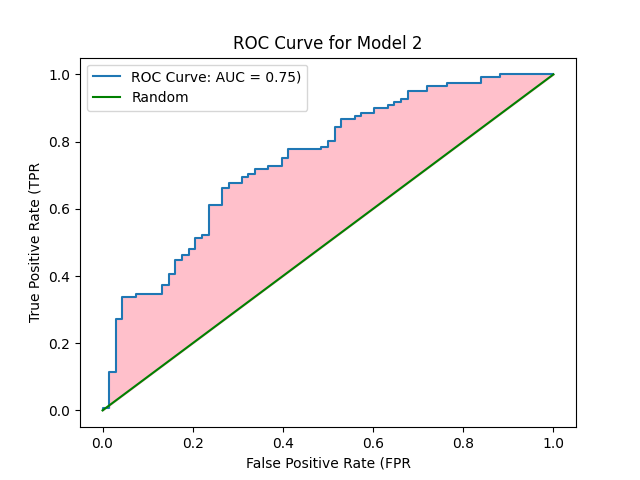 ROC Curve for Model 2
ROC Curve: AUC = 0.75)
Random
True Positive Rate (TPR
1.0
0.8
0.6
0.4
0.2
0.0
0.0 0.2 0.4 0.6 0.8 1.0
False Positive Rate (FPR